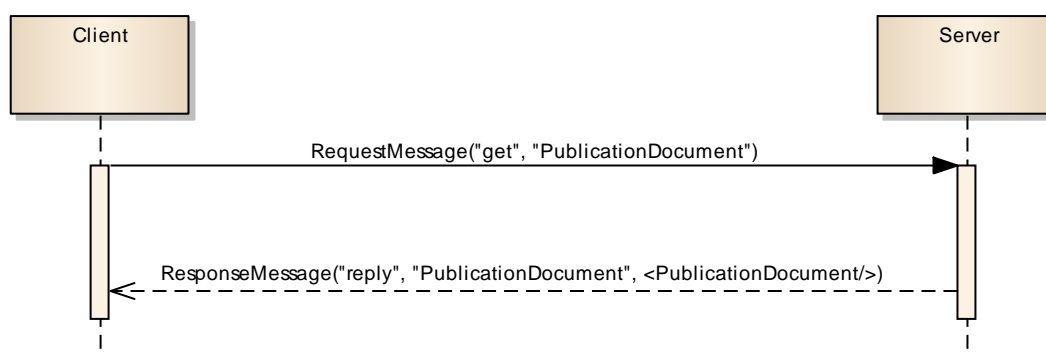 Client
Server
RequestMessage("get", "PublicationDocument")
ResponseMessage("reply", "PublicationDocument", <PublicationDocument/>)